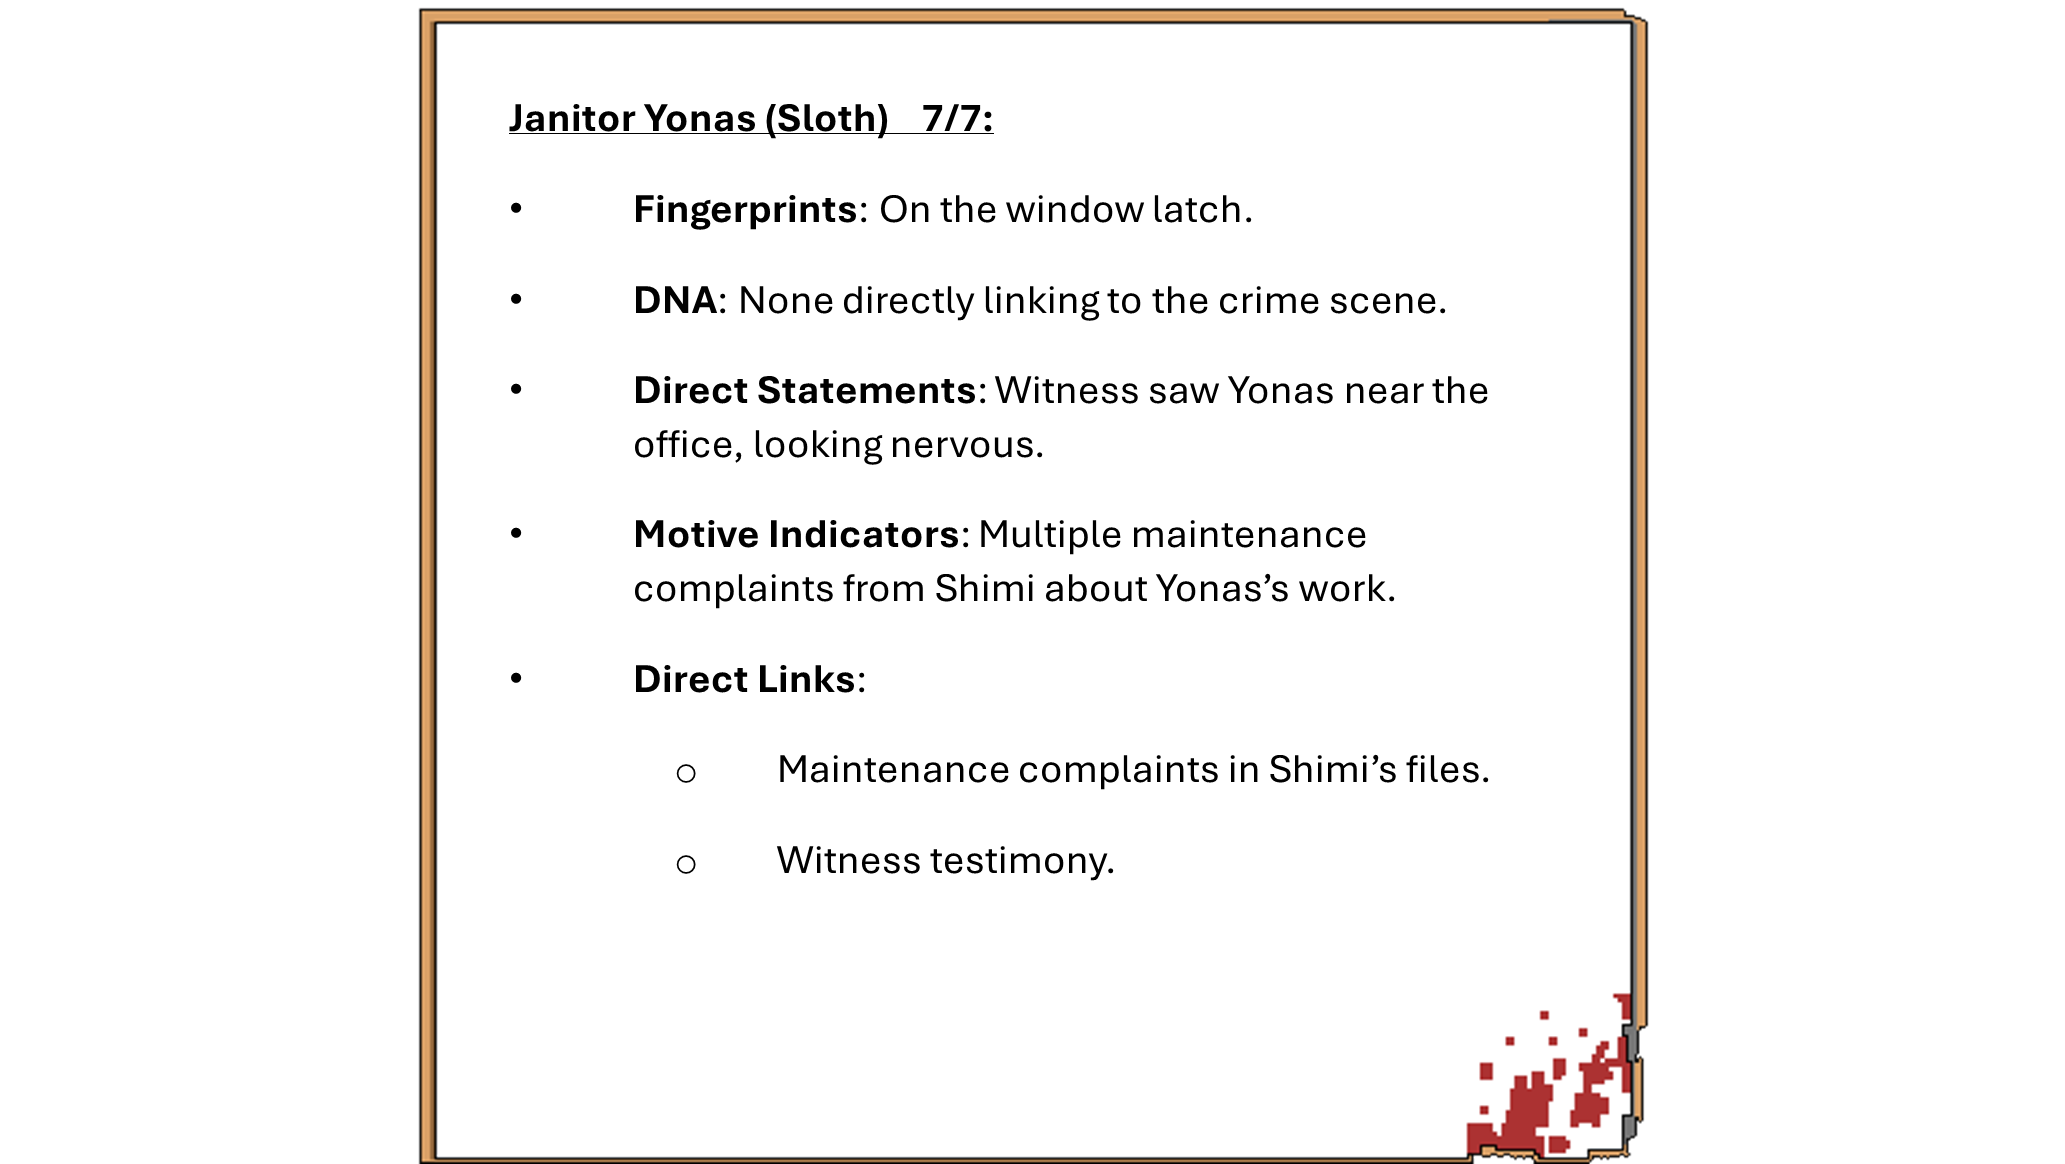 Janitor Yonas (Sloth)   7/7:
• Fingerprints: On the window latch.
• DNA: None directly linking to the crime scene.
• Direct Statements: Witness saw Yonas near the
office, looking nervous.
• Motive Indicators: Multiple maintenance
complaints from Shimi about Yonas’s work.
• Direct Links:
o Maintenance complaints in Shimi’s files.
o Witness testimony.